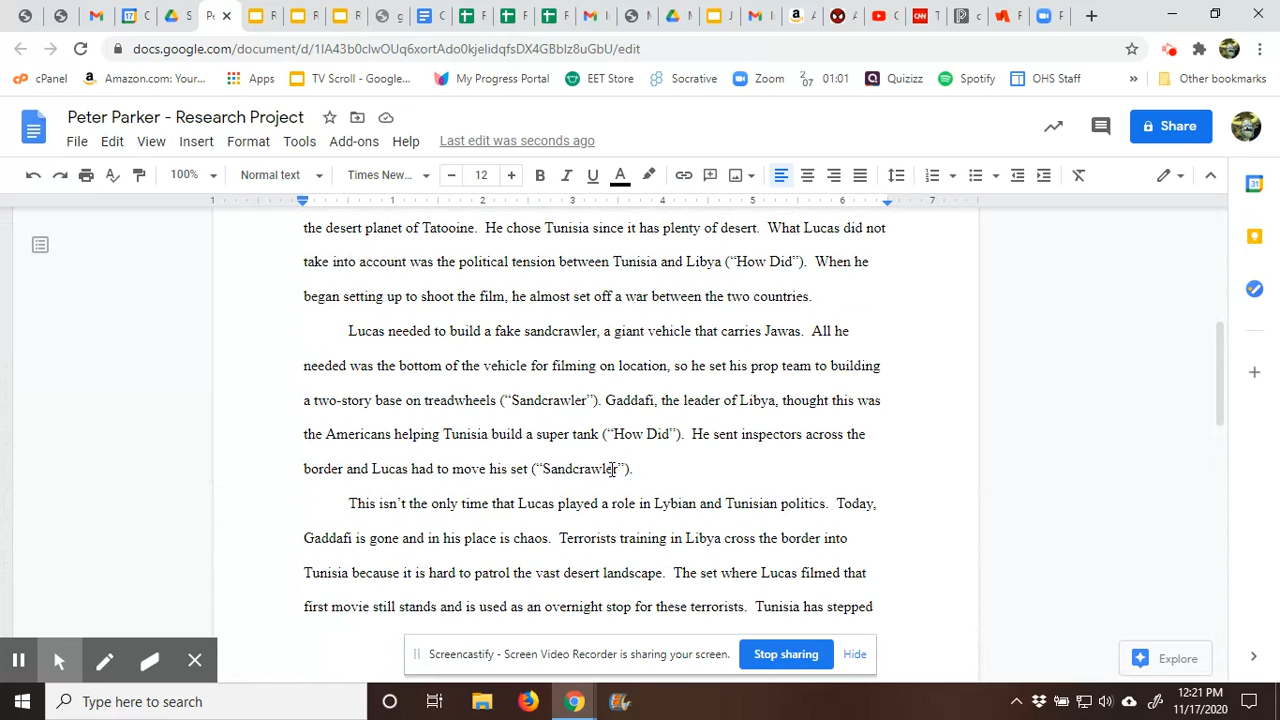 Pe
docs.google.com/document/d/1IA43b0clwOUq6xortAdo0kjelidqfsDX4GBblz8uGbU/edit
cPanel
Amazon.com: Your...
Apps
TV Scroll - Google...
My Progress Portal
EET Store
Socrative
Zoom
01:01
Quizizz
Spotify
OHS Staff
Other bookmarks
Peter Parker - Research Project
File Edit View Insert Format Tools Add-ons Help Last edit was seconds ago
Share
100% Normal text Times New... 12
1 1 2 3 4 5 6 7
the desert planet of Tatooine.  He chose Tunisia since it has plenty of desert.  What Lucas did not
take into account was the political tension between Tunisia and Libya (“How Did”).  When he
began setting up to shoot the film, he almost set off a war between the two countries.
Lucas needed to build a fake sandcrawler, a giant vehicle that carries Jawas.  All he
needed was the bottom of the vehicle for filming on location, so he set his prop team to building
a two-story base on treadwheels (“Sandcrawler”). Gaddafi, the leader of Libya, thought this was
the Americans helping Tunisia build a super tank (“How Did”).  He sent inspectors across the
border and Lucas had to move his set (“Sandcrawler”).
This isn’t the only time that Lucas played a role in Lybian and Tunisian politics.  Today,
Gaddafi is gone and in his place is chaos.  Terrorists training in Libya cross the border into
Tunisia because it is hard to patrol the vast desert landscape.  The set where Lucas filmed that
first movie still stands and is used as an overnight stop for these terrorists.  Tunisia has stepped
Screencastify - Screen Video Recorder is sharing your screen. Stop sharing Hide
Explore
Type here to search
12:21 PM
11/17/2020